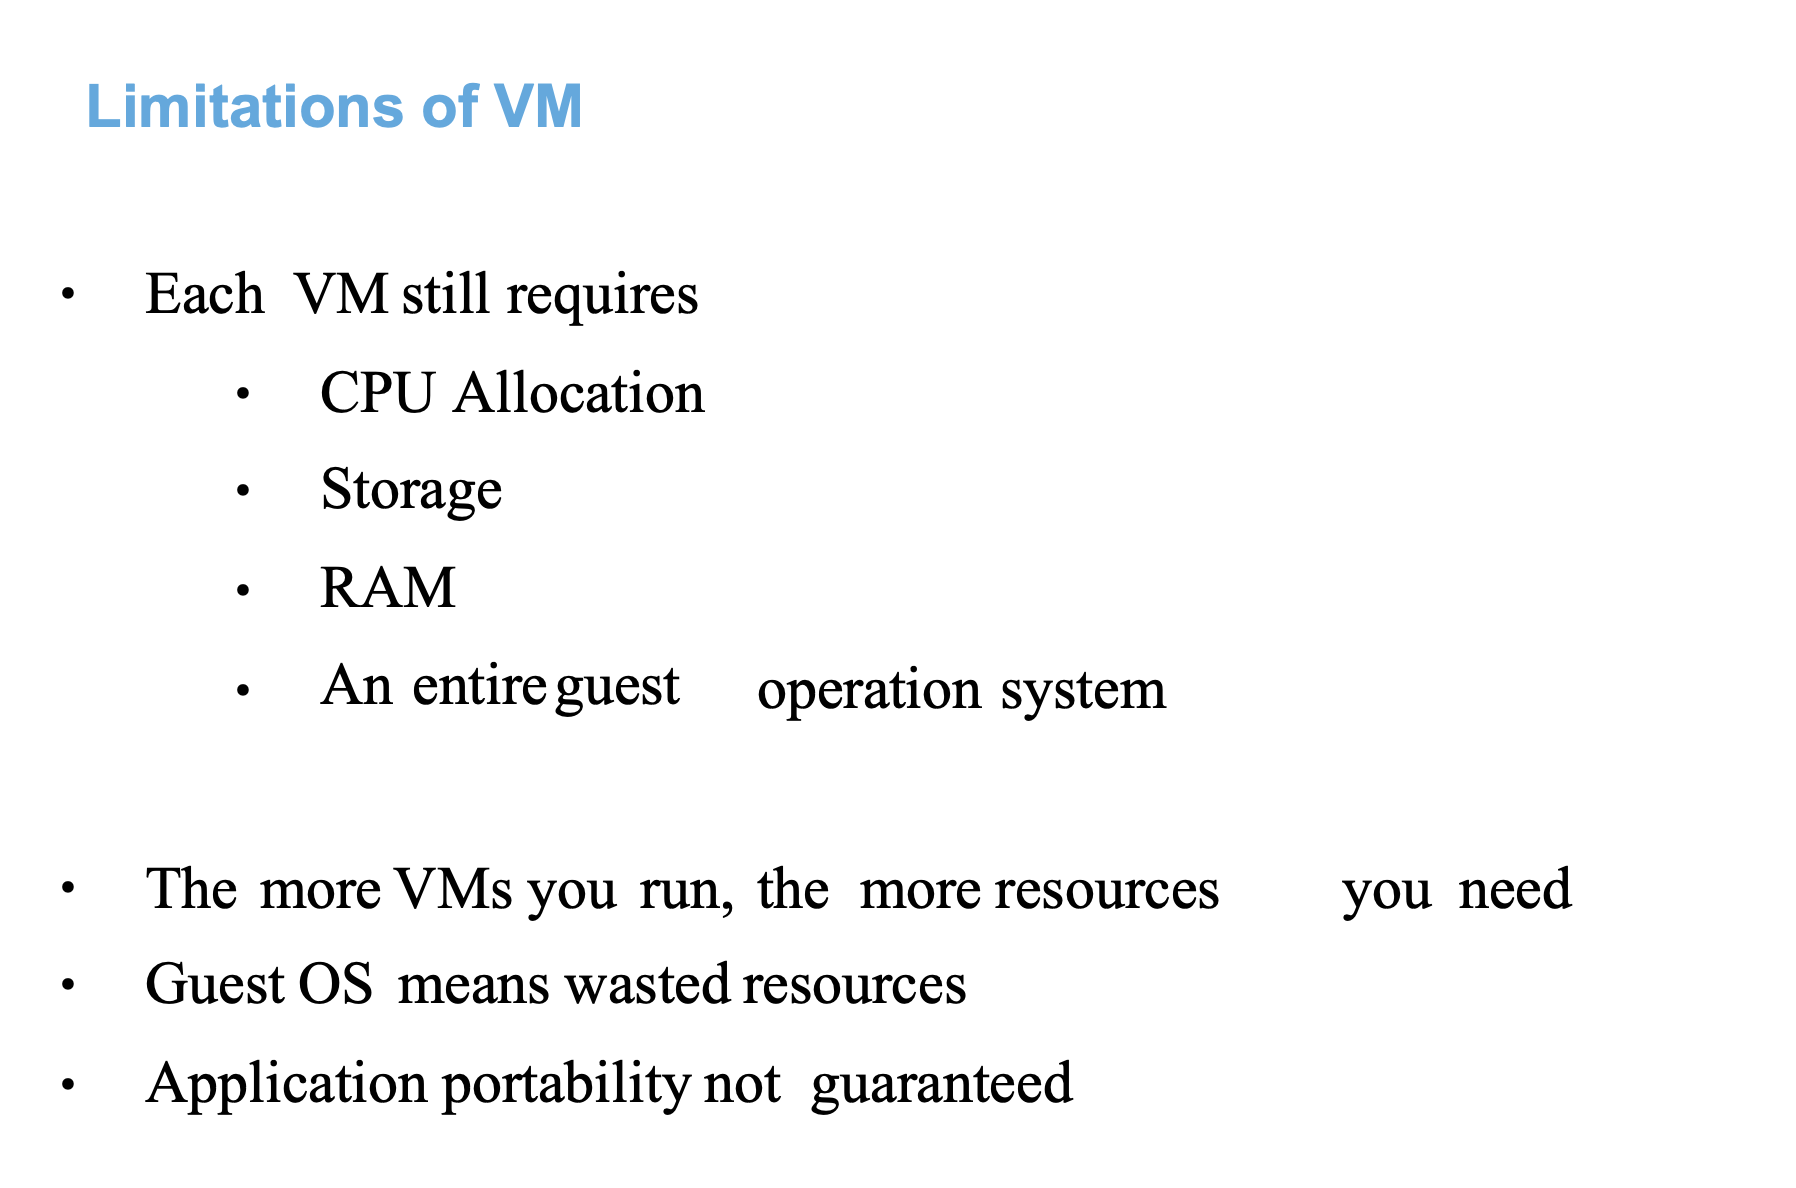 Limitations of VM
• Each VM still requires
• CPU Allocation
• Storage
• RAM
• An entire guest operation system
• The more VMs you run, the more resources you need
• Guest OS means wasted resources
• Application portability not guaranteed